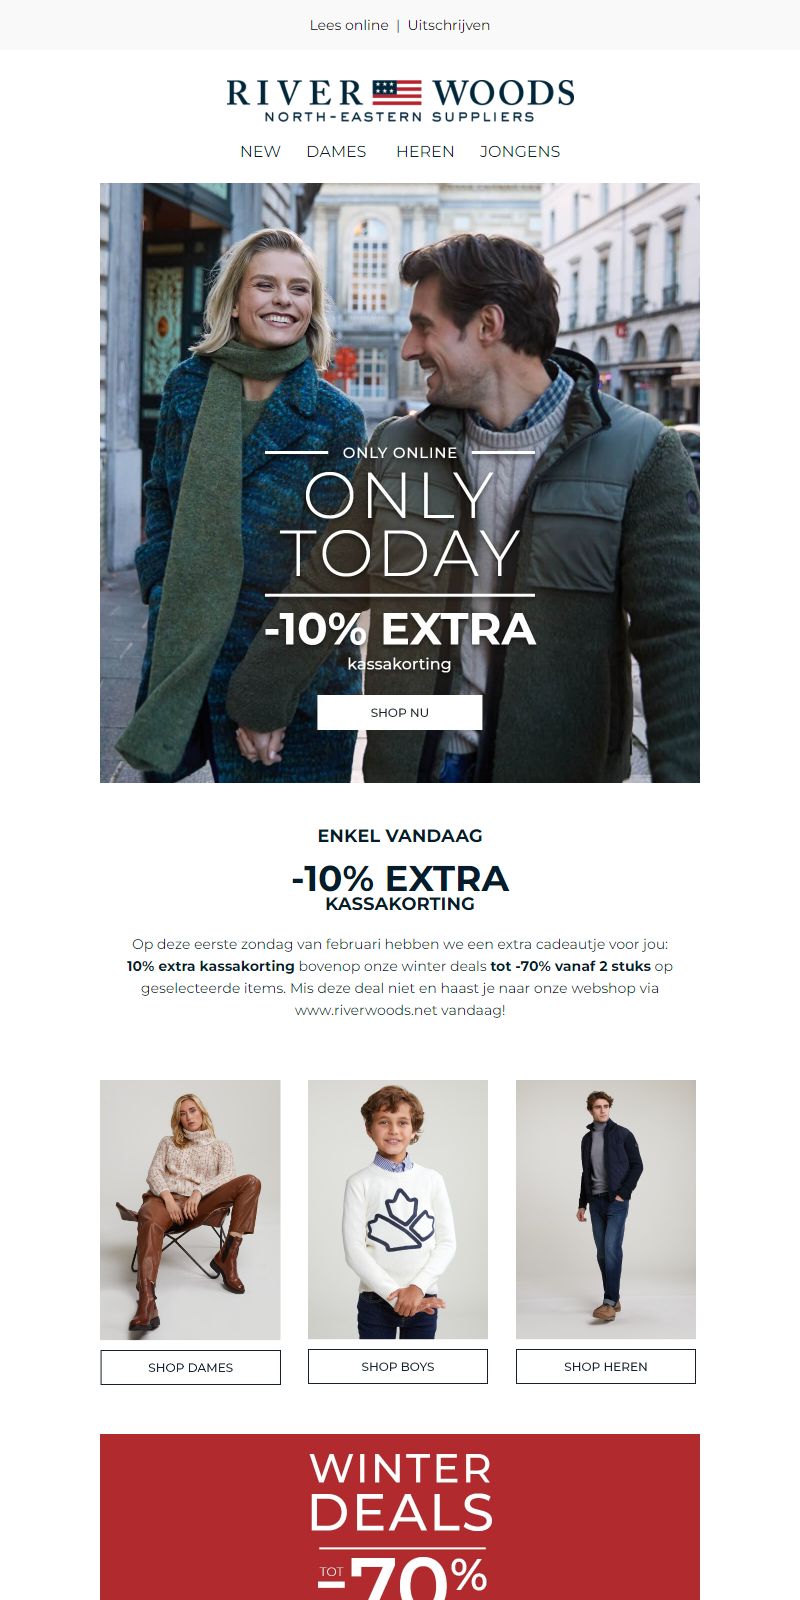 Lees online | Uitschrijven
RIVER WOODS
NORTH-EASTERN SUPPLIERS
NEW DAMES HEREN JONGENS
ONLY ONLINE
ONLY
TODAY
-10% EXTRA
kassakorting
SHOP NU
ENKEL VANDAAG
-10% EXTRA
KASSAKORTING
Op deze eerste zondag van februari hebben we een extra cadeautje voor jou:
10% extra kassakorting bovenop onze winter deals tot -70% vanaf 2 stuks op
geselecteerde items. Mis deze deal niet en haast je naar onze webshop via
www.riverwoods.net vandaag!
SHOP DAMES
SHOP BOYS
SHOP HEREN
WINTER
DEALS
TOT -70%